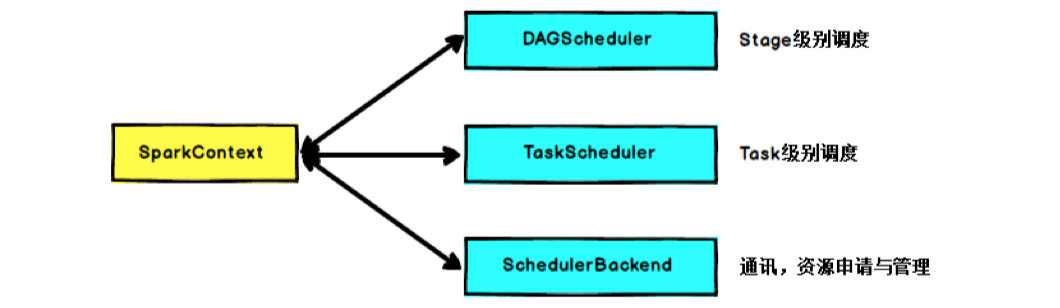 DAGScheduler Stage级别调度
SparkContext
TaskScheduler Task级别调度
SchedulerBackend 通讯，资源申请与管理